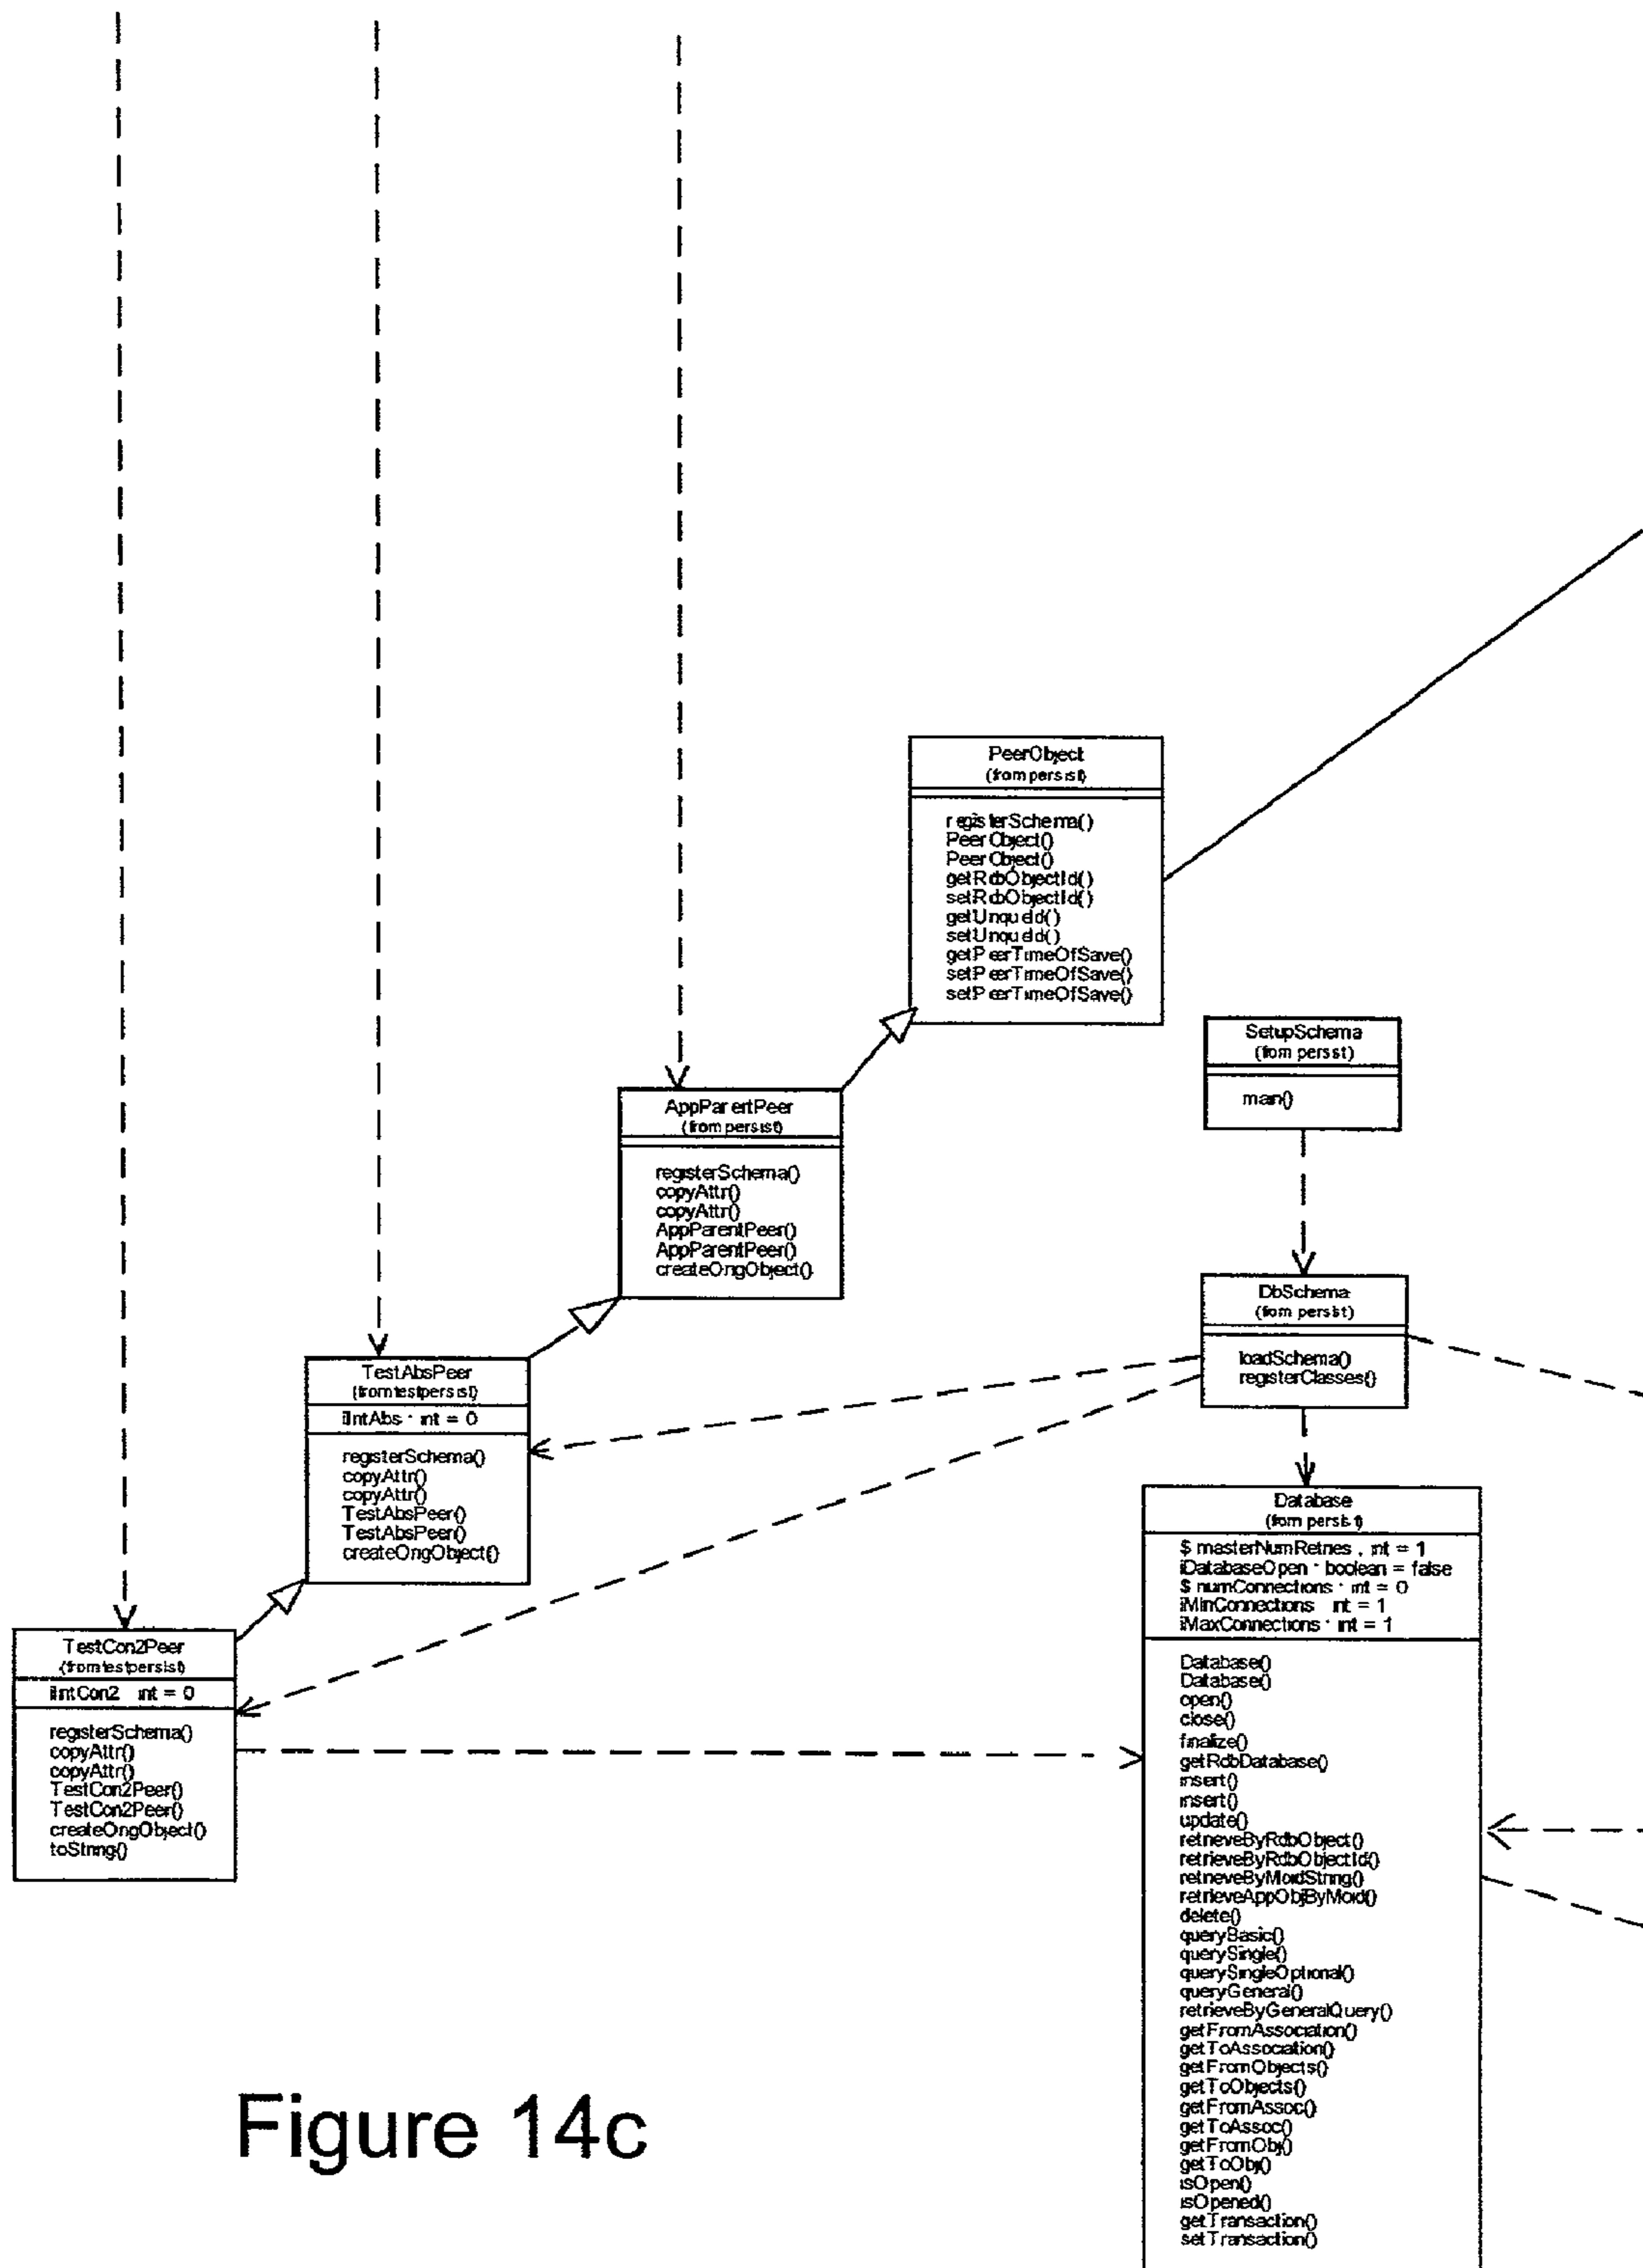 PeerObject
(from persist)
registerSchema()
PeerObject()
PeerObject()
getRdbObjectId()
setRdbObjectId()
getUniqueId()
setUniqueId()
getPeerTimeOfSave()
setPeerTimeOfSave()
setPeerTimeOfSave()
SetupSchema
(from persist)
main()
AppParentPeer
(from persist)
registerSchema()
copyAttr()
copyAttr()
AppParentPeer()
AppParentPeer()
createOrigObject()
DbSchema
(from persist)
loadSchema()
registerClasses()
TestAbsPeer
(from testpersist)
iIntAbs : int = 0
registerSchema()
copyAttr()
copyAttr()
TestAbsPeer()
TestAbsPeer()
createOrigObject()
Database
(from persist)
$ masterNumRetries : int = 1
iDatabaseOpen : boolean = false
$ numConnections : int = 0
iMinConnections : int = 1
iMaxConnections : int = 1
Database()
Database()
open()
close()
finalize()
getRdbDatabase()
insert()
insert()
update()
retrieveByRdbObject()
retrieveByRdbObjectId()
retrieveByMoidString()
retrieveAppObjByMoid()
delete()
queryBasic()
querySingle()
querySingleOptional()
queryGeneral()
retrieveByGeneralQuery()
getFromAssociation()
getToAssociation()
getFromObjects()
getToObjects()
getFromAssoc()
getToAssoc()
getFromObj()
getToObj()
isOpen()
isOpened()
getTransaction()
setTransaction()
TestCon2Peer
(from testpersist)
iIntCon2 : int = 0
registerSchema()
copyAttr()
copyAttr()
TestCon2Peer()
TestCon2Peer()
createOrigObject()
toString()
Figure 14c